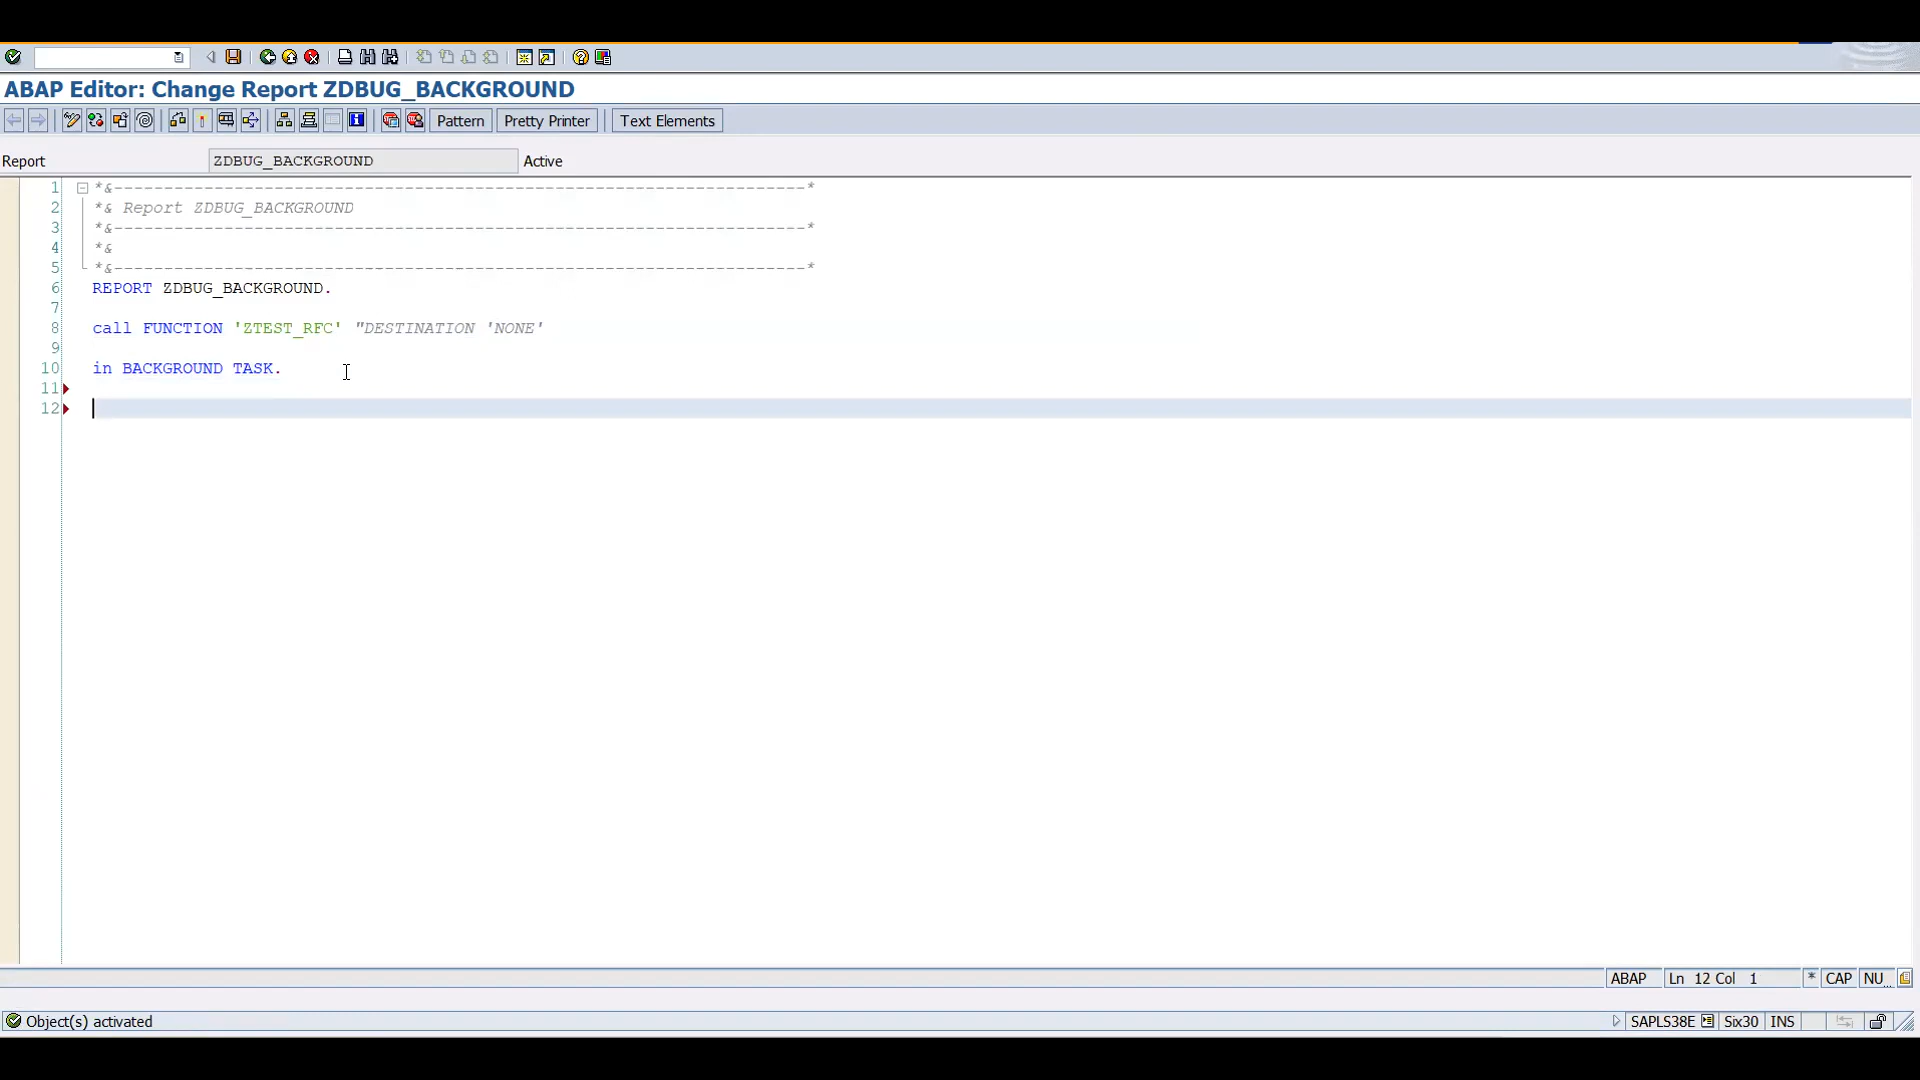 ABAP Editor: Change Report ZDBUG_BACKGROUND
Pattern Pretty Printer Text Elements
Report ZDBUG_BACKGROUND Active
1 *&---------------------------------------------------------------------*
2 *& Report ZDBUG_BACKGROUND
3 *&---------------------------------------------------------------------*
4 *&
5 *&---------------------------------------------------------------------*
6 REPORT ZDBUG_BACKGROUND.
7
8 call FUNCTION 'ZTEST_RFC' "DESTINATION 'NONE'
9
10 in BACKGROUND TASK.
11
12
ABAP Ln 12 Col 1 * CAP NU...
Object(s) activated SAPLS38E Six30 INS